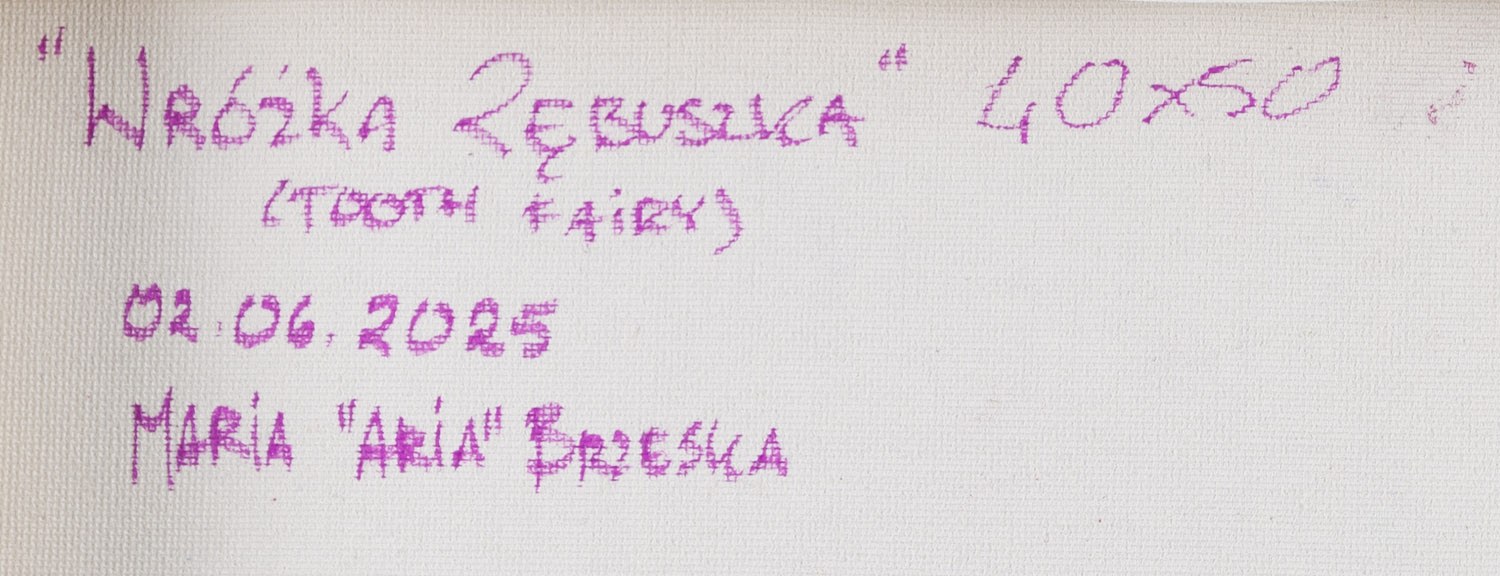 "WRÓŻKA ZĘBUSZKA" 40x50
(TOOTH FAIRY)
02.06.2025
MARIA "ARIA" BRZESKA